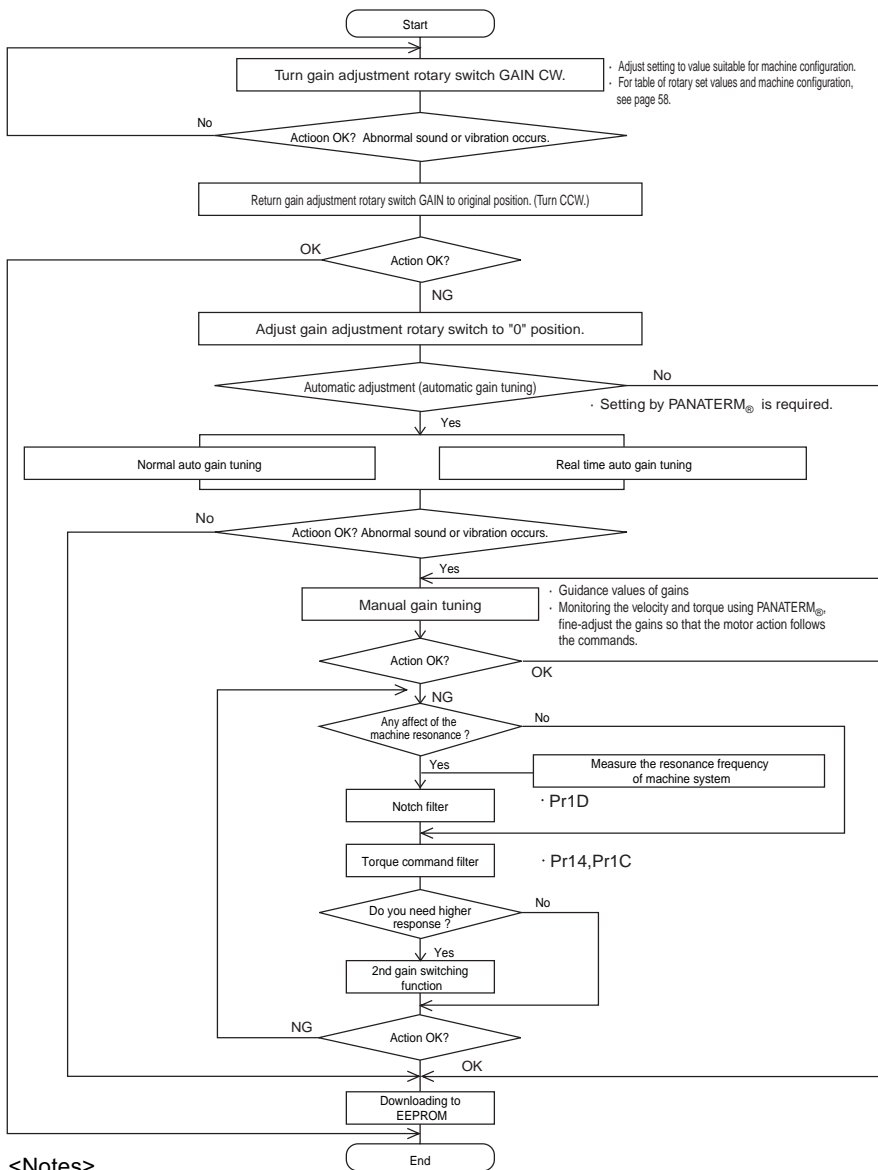 Start
Turn gain adjustment rotary switch GAIN CW.
· Adjust setting to value suitable for machine configuration.
· For table of rotary set values and machine configuration,
see page 58.
No
Actioon OK? Abnormal sound or vibration occurs.
Return gain adjustment rotary switch GAIN to original position. (Turn CCW.)
OK
Action OK?
NG
Adjust gain adjustment rotary switch to "0" position.
Automatic adjustment (automatic gain tuning)
No
· Setting by PANATERM® is required.
Yes
Normal auto gain tuning
Real time auto gain tuning
No
Actioon OK? Abnormal sound or vibration occurs.
Yes
Manual gain tuning
· Guidance values of gains
· Monitoring the velocity and torque using PANATERM®,
fine-adjust the gains so that the motor action follows
the commands.
Action OK?
OK
NG
Any affect of the
machine resonance ?
No
Yes
Measure the resonance frequency
of machine system
Notch filter
· Pr1D
Torque command filter
· Pr14,Pr1C
Do you need higher
response ?
No
Yes
2nd gain switching
function
NG
Action OK?
OK
Downloading to
EEPROM
End
<Notes>